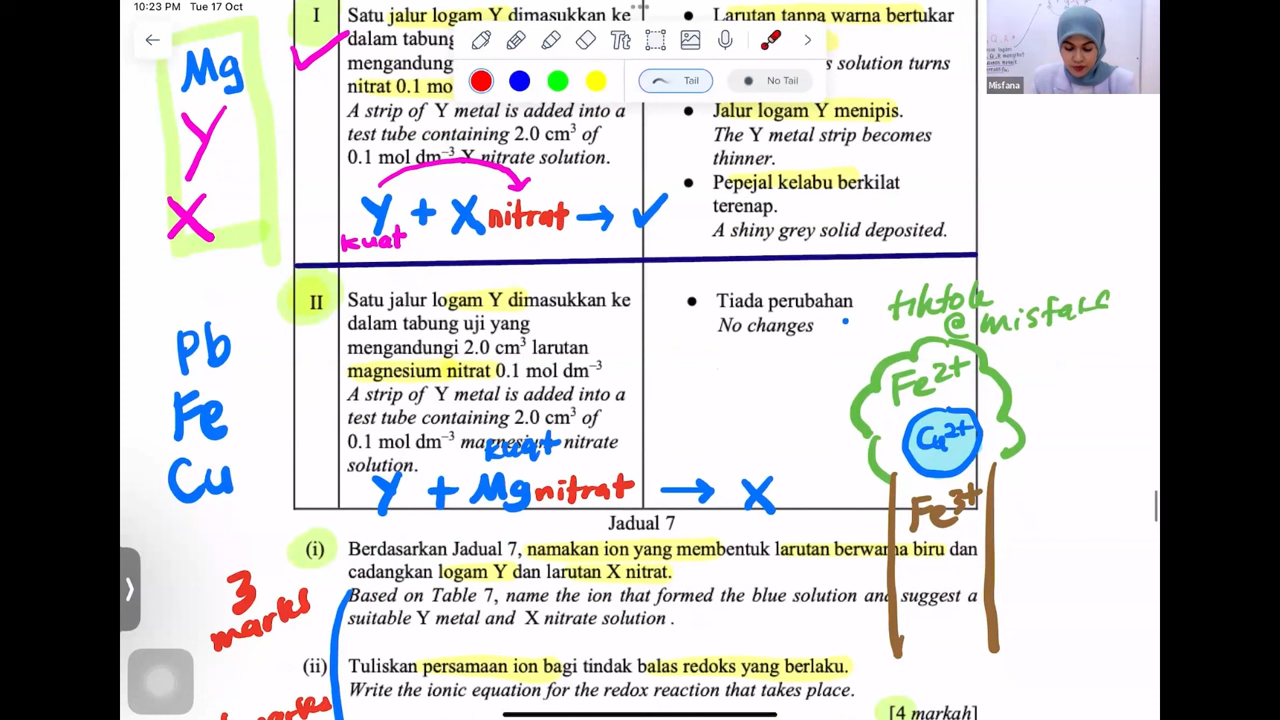 10:23 PM Tue 17 Oct
Tt
Tail
No Tail
Misfana
Mg
Y
X
Pb
Fe
Cu
I
Satu jalur logam Y dimasukkan ke
dalam tabung
mengandung
nitrat 0.1 mo
A strip of Y metal is added into a
test tube containing 2.0 cm³ of
0.1 mol dm⁻³ X nitrate solution.
Y + X nitrat → ✓
kuat
• Larutan tanpa warna bertukar
s solution turns
• Jalur logam Y menipis.
The Y metal strip becomes
thinner.
• Pepejal kelabu berkilat
terenap.
A shiny grey solid deposited.
II
Satu jalur logam Y dimasukkan ke
dalam tabung uji yang
mengandungi 2.0 cm³ larutan
magnesium nitrat 0.1 mol dm⁻³
A strip of Y metal is added into a
test tube containing 2.0 cm³ of
0.1 mol dm⁻³ magnesium nitrate
solution.
kuat
Y + Mg nitrat → X
• Tiada perubahan
No changes
tiktok
@misfa
Fe²⁺
Cu²⁺
Fe³⁺
Jadual 7
(i) Berdasarkan Jadual 7, namakan ion yang membentuk larutan berwarna biru dan
cadangkan logam Y dan larutan X nitrat.
Based on Table 7, name the ion that formed the blue solution and suggest a
suitable Y metal and X nitrate solution .
3
marks
(ii) Tuliskan persamaan ion bagi tindak balas redoks yang berlaku.
Write the ionic equation for the redox reaction that takes place.
marks
[4 markah]